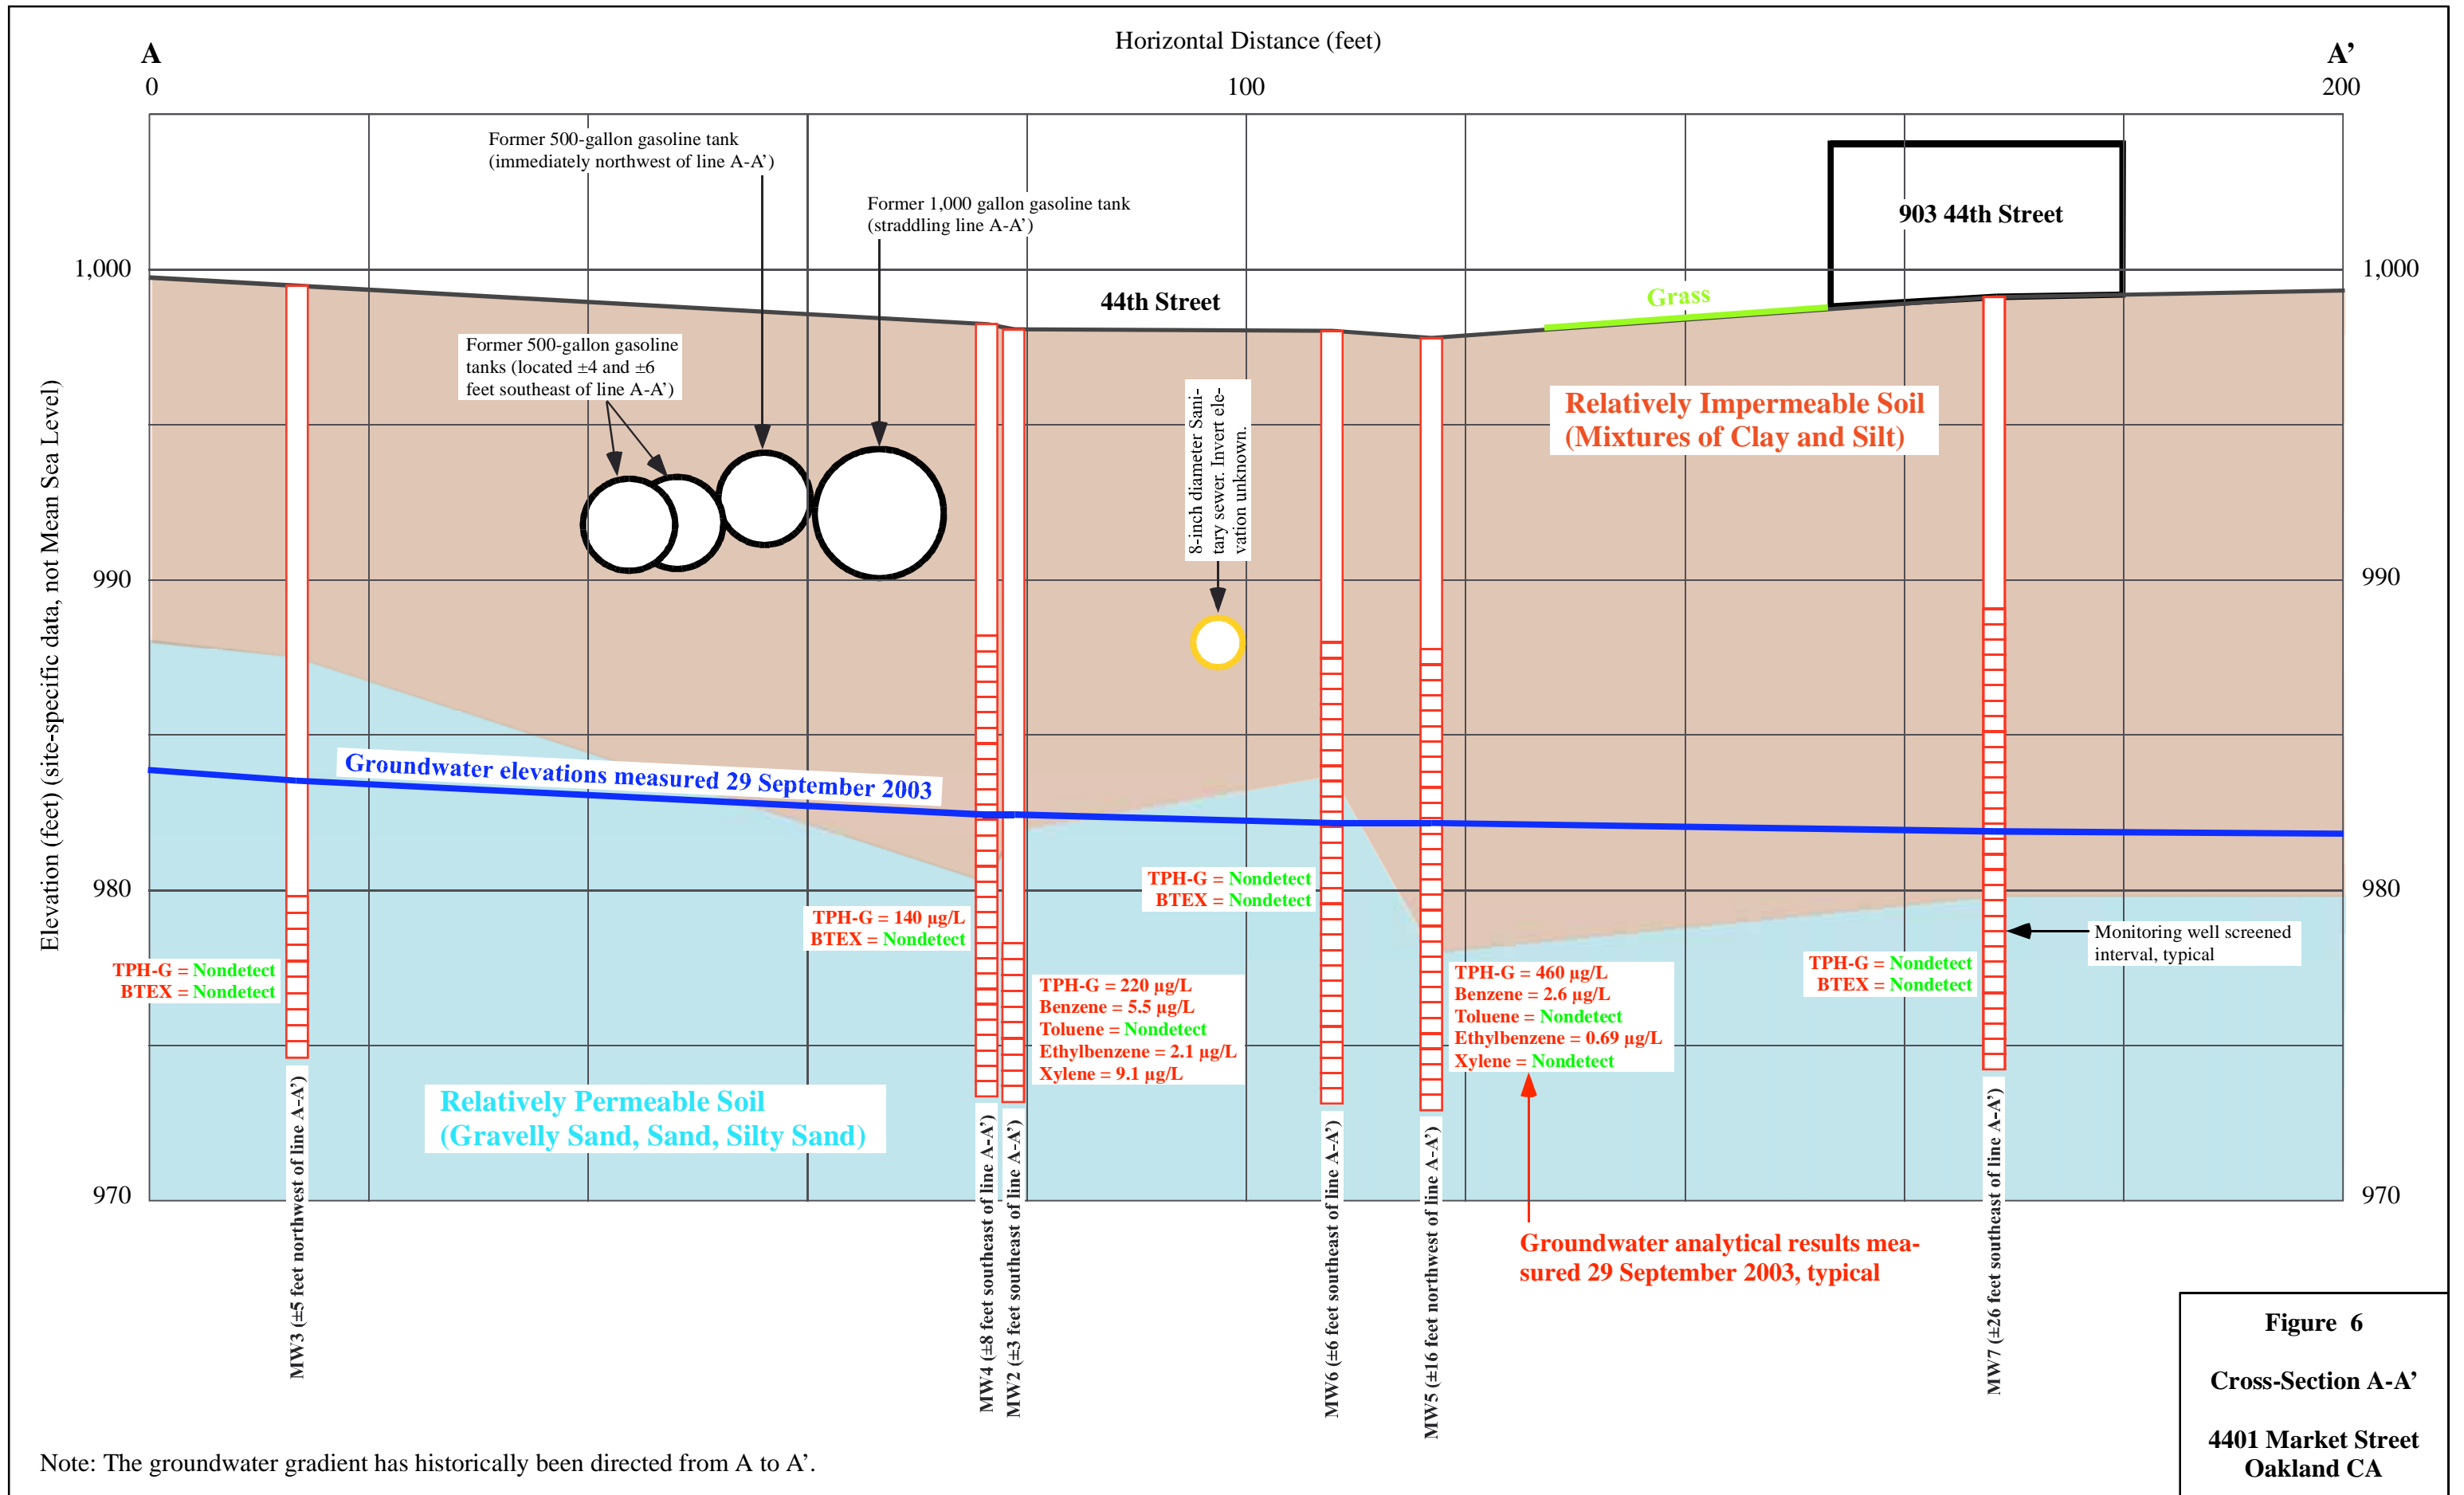 Horizontal Distance (feet)
A
A’
0
100
200
Former 500-gallon gasoline tank
(immediately northwest of line A-A’)
Former 1,000 gallon gasoline tank
(straddling line A-A’)
903 44th Street
1,000
1,000
44th Street
Grass
Former 500-gallon gasoline
tanks (located ±4 and ±6
feet southeast of line A-A’)
8-inch diameter Sani-
tary sewer. Invert ele-
vation unknown.
Relatively Impermeable Soil
(Mixtures of Clay and Silt)
Elevation (feet) (site-specific data, not Mean Sea Level)
990
990
Groundwater elevations measured 29 September 2003
980
980
TPH-G = Nondetect
BTEX = Nondetect
TPH-G = 140 µg/L
BTEX = Nondetect
TPH-G = 220 µg/L
Benzene = 5.5 µg/L
Toluene = Nondetect
Ethylbenzene = 2.1 µg/L
Xylene = 9.1 µg/L
TPH-G = Nondetect
BTEX = Nondetect
TPH-G = 460 µg/L
Benzene = 2.6 µg/L
Toluene = Nondetect
Ethylbenzene = 0.69 µg/L
Xylene = Nondetect
TPH-G = Nondetect
BTEX = Nondetect
Monitoring well screened
interval, typical
Relatively Permeable Soil
(Gravelly Sand, Sand, Silty Sand)
970
970
MW3 (±5 feet northwest of line A-A’)
MW4 (±8 feet southeast of line A-A’)
MW2 (±3 feet southeast of line A-A’)
MW6 (±6 feet southeast of line A-A’)
MW5 (±16 feet northwest of line A-A’)
MW7 (±26 feet southeast of line A-A’)
Groundwater analytical results mea-
sured 29 September 2003, typical
Figure 6
Cross-Section A-A’
4401 Market Street
Oakland CA
Note: The groundwater gradient has historically been directed from A to A’.